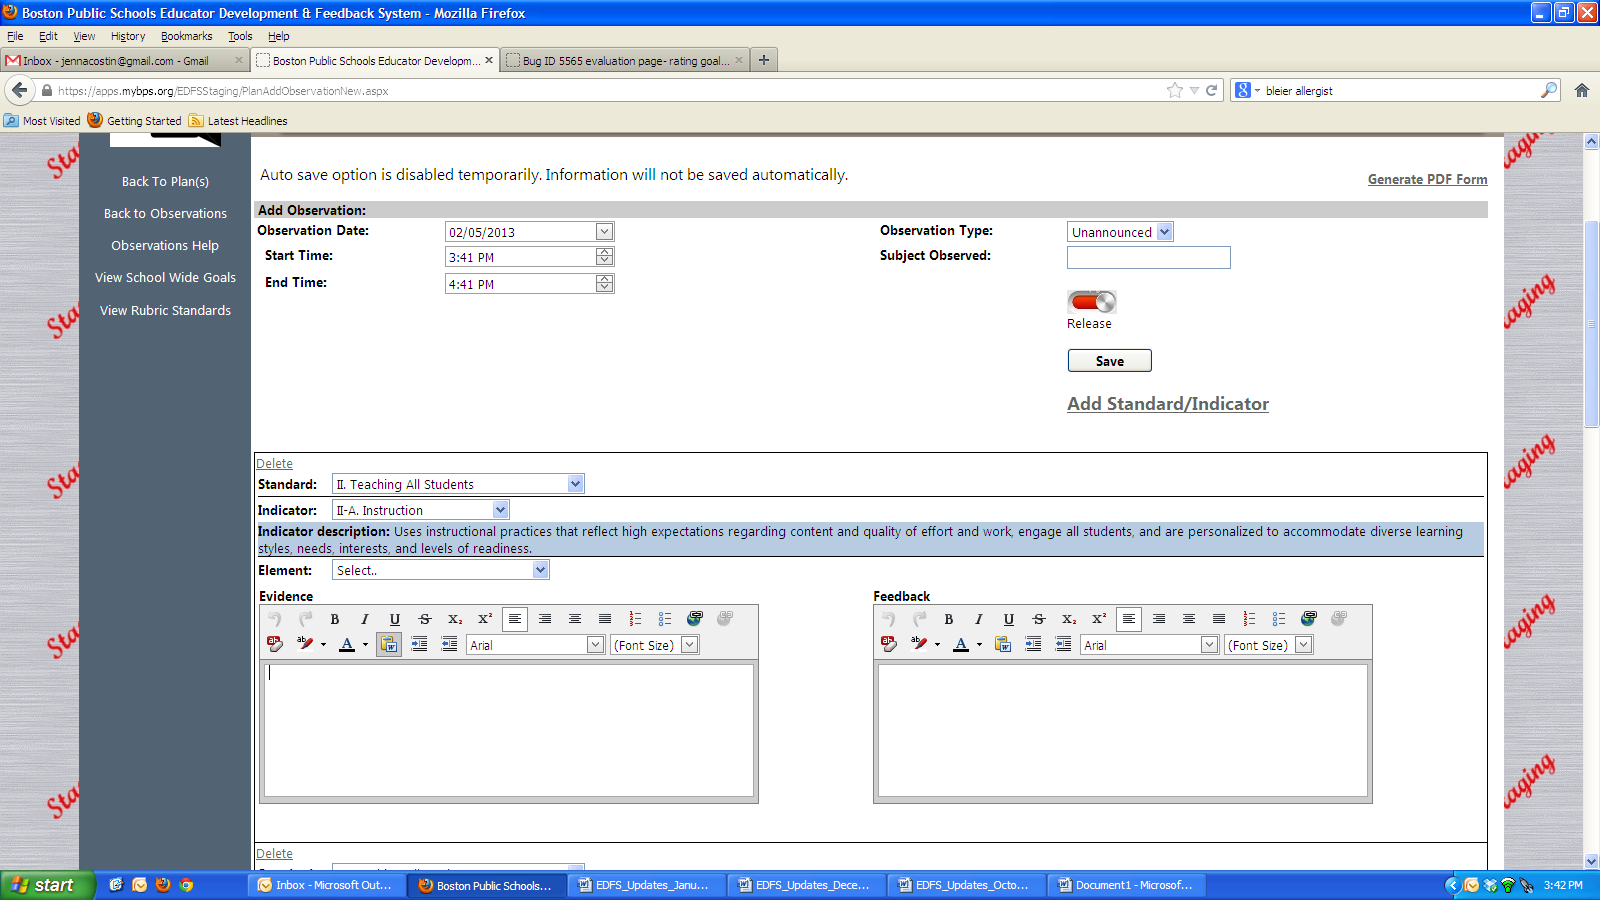 Boston Public Schools Educator Development & Feedback System - Mozilla Firefox
File Edit View History Bookmarks Tools Help
Inbox - jennacostin@gmail.com - Gmail
Boston Public Schools Educator Developm...
Bug ID 5565 evaluation page- rating goal...
https://apps.mybps.org/EDFSStaging/PlanAddObservationNew.aspx
bleier allergist
Most Visited Getting Started Latest Headlines
Back To Plan(s)
Back to Observations
Observations Help
View School Wide Goals
View Rubric Standards
Auto save option is disabled temporarily. Information will not be saved automatically.
Generate PDF Form
Add Observation:
Observation Date: 02/05/2013 Observation Type: Unannounced
Start Time: 3:41 PM Subject Observed:
End Time: 4:41 PM
Release
Save
Add Standard/Indicator
Delete
Standard: II. Teaching All Students
Indicator: II-A. Instruction
Indicator description: Uses instructional practices that reflect high expectations regarding content and quality of effort and work, engage all students, and are personalized to accommodate diverse learning
styles, needs, interests, and levels of readiness.
Element: Select..
Evidence Feedback
Arial (Font Size) Arial (Font Size)
Delete
start Inbox - Microsoft Out... Boston Public Schools... EDFS_Updates_Janu... EDFS_Updates_Dece... EDFS_Updates_Octo... Document1 - Microsof... 3:42 PM